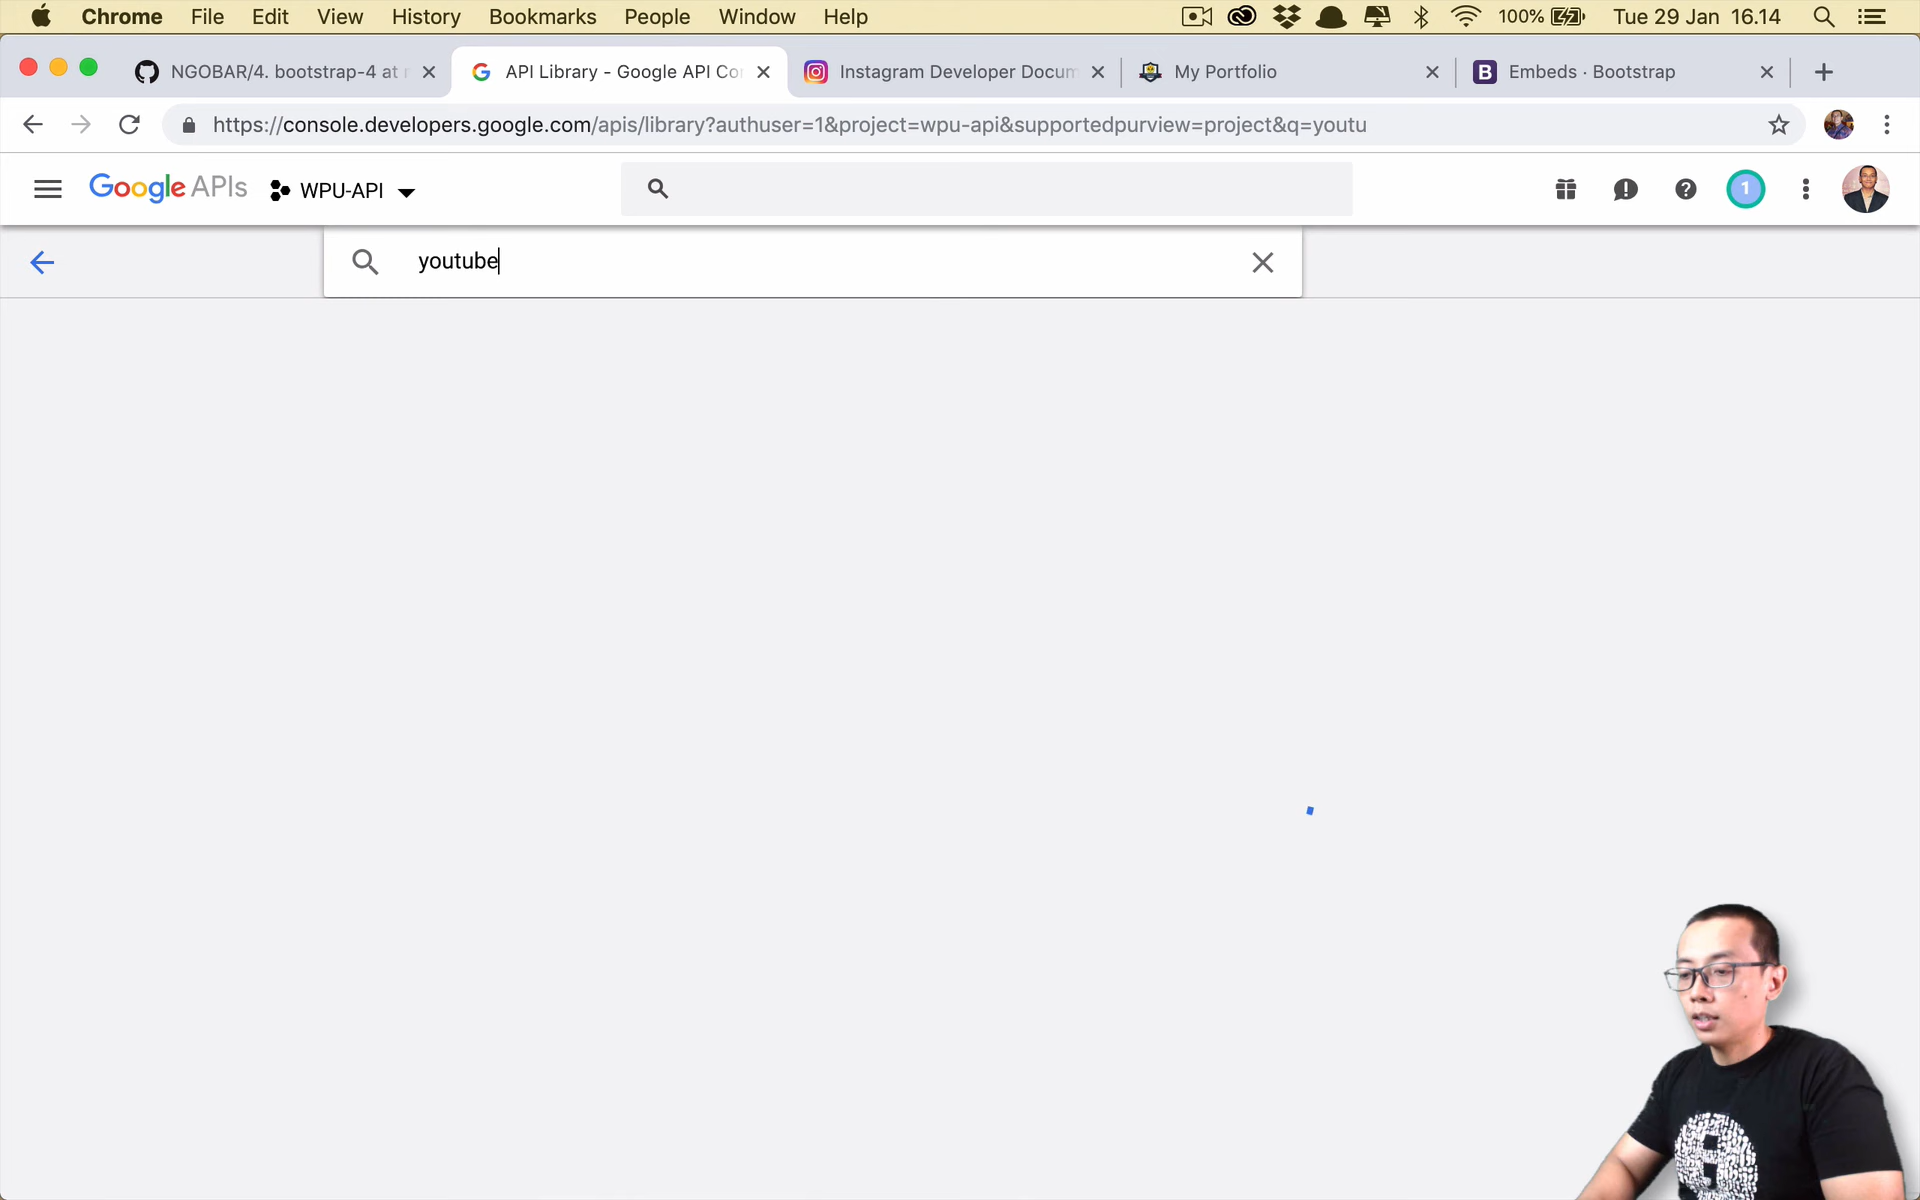 Chrome File Edit View History Bookmarks People Window Help 100% Tue 29 Jan 16.14
NGOBAR/4. bootstrap-4 at API Library - Google API Co Instagram Developer Docum My Portfolio B Embeds · Bootstrap
https://console.developers.google.com/apis/library?authuser=1&project=wpu-api&supportedpurview=project&q=youtu
Google APIs WPU-API 1
youtube